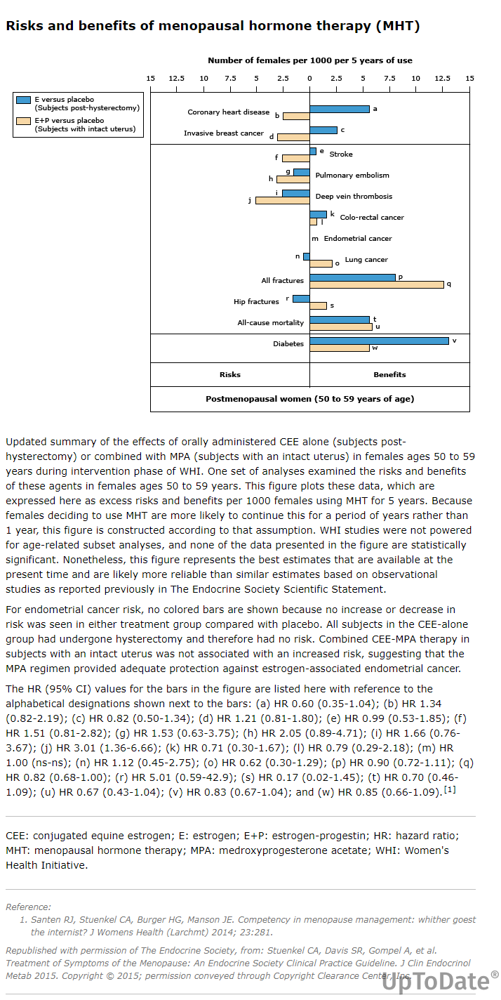 Risks and benefits of menopausal hormone therapy (MHT)
Number of females per 1000 per 5 years of use
15 12.5 10 7.5 5 2.5 0 2.5 5 7.5 10 12.5 15
E versus placebo
(Subjects post-hysterectomy)
E+P versus placebo
(Subjects with intact uterus)
Coronary heart disease b a
Invasive breast cancer d c
f e Stroke
g h Pulmonary embolism
i j Deep vein thrombosis
k l Colo-rectal cancer
m Endometrial cancer
n o Lung cancer
All fractures p q
Hip fractures r s
All-cause mortality t u
Diabetes v w
Risks Benefits
Postmenopausal women (50 to 59 years of age)
Updated summary of the effects of orally administered CEE alone (subjects post-
hysterectomy) or combined with MPA (subjects with an intact uterus) in females ages 50 to 59
years during intervention phase of WHI. One set of analyses examined the risks and benefits
of these agents in females ages 50 to 59 years. This figure plots these data, which are
expressed here as excess risks and benefits per 1000 females using MHT for 5 years. Because
females deciding to use MHT are more likely to continue this for a period of years rather than
1 year, this figure is constructed according to that assumption. WHI studies were not powered
for age-related subset analyses, and none of the data presented in the figure are statistically
significant. Nonetheless, this figure represents the best estimates that are available at the
present time and are likely more reliable than similar estimates based on observational
studies as reported previously in The Endocrine Society Scientific Statement.
For endometrial cancer risk, no colored bars are shown because no increase or decrease in
risk was seen in either treatment group compared with placebo. All subjects in the CEE-alone
group had undergone hysterectomy and therefore had no risk. Combined CEE-MPA therapy in
subjects with an intact uterus was not associated with an increased risk, suggesting that the
MPA regimen provided adequate protection against estrogen-associated endometrial cancer.
The HR (95% CI) values for the bars in the figure are listed here with reference to the
alphabetical designations shown next to the bars: (a) HR 0.60 (0.35-1.04); (b) HR 1.34
(0.82-2.19); (c) HR 0.82 (0.50-1.34); (d) HR 1.21 (0.81-1.80); (e) HR 0.99 (0.53-1.85); (f)
HR 1.51 (0.81-2.82); (g) HR 1.53 (0.63-3.75); (h) HR 2.05 (0.89-4.71); (i) HR 1.66 (0.76-
3.67); (j) HR 3.01 (1.36-6.66); (k) HR 0.71 (0.30-1.67); (l) HR 0.79 (0.29-2.18); (m) HR
1.00 (ns-ns); (n) HR 1.12 (0.45-2.75); (o) HR 0.62 (0.30-1.29); (p) HR 0.90 (0.72-1.11); (q)
HR 0.82 (0.68-1.00); (r) HR 5.01 (0.59-42.9); (s) HR 0.17 (0.02-1.45); (t) HR 0.70 (0.46-
1.09); (u) HR 0.67 (0.43-1.04); (v) HR 0.83 (0.67-1.04); and (w) HR 0.85 (0.66-1.09).[1]
CEE: conjugated equine estrogen; E: estrogen; E+P: estrogen-progestin; HR: hazard ratio;
MHT: menopausal hormone therapy; MPA: medroxyprogesterone acetate; WHI: Women's
Health Initiative.
Reference:
1. Santen RJ, Stuenkel CA, Burger HG, Manson JE. Competency in menopause management: whither goest
the internist? J Womens Health (Larchmt) 2014; 23:281.
Republished with permission of The Endocrine Society, from: Stuenkel CA, Davis SR, Gompel A, et al.
Treatment of Symptoms of the Menopause: An Endocrine Society Clinical Practice Guideline. J Clin Endocrinol
Metab 2015. Copyright © 2015; permission conveyed through Copyright Clearance Center, Inc.
UpToDate®